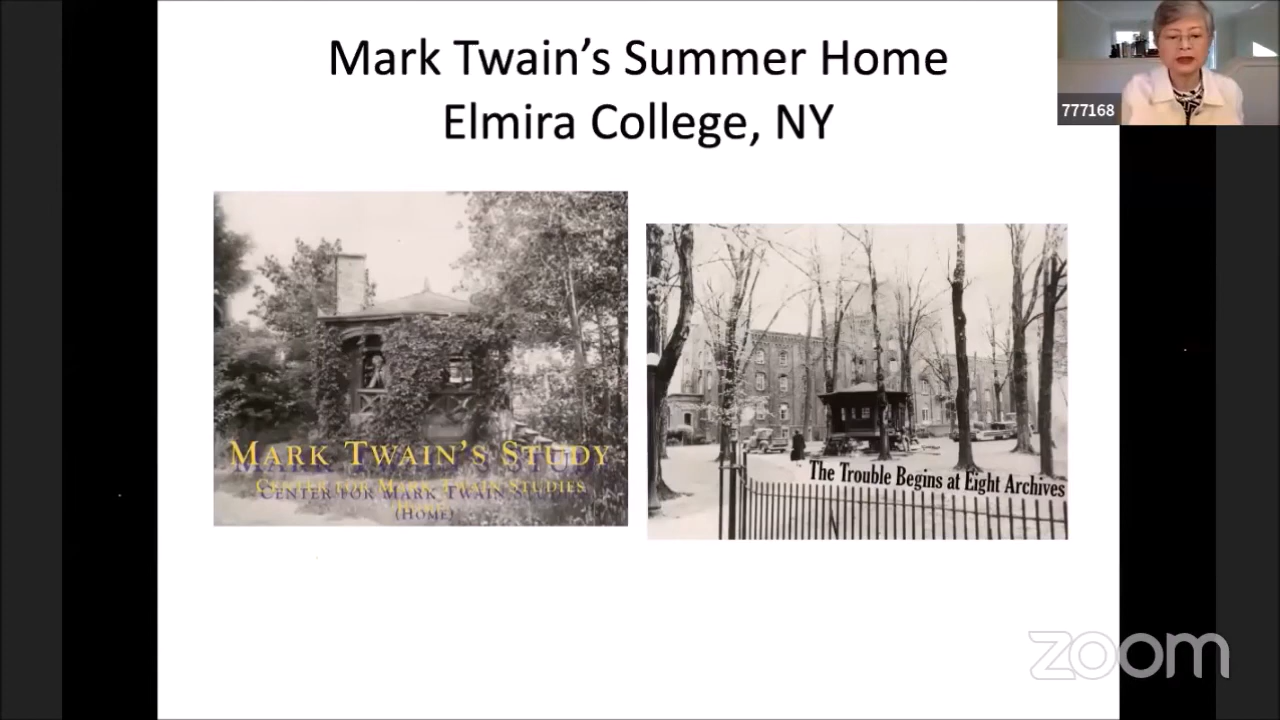 Mark Twain's Summer Home
Elmira College, NY
777168
MARK TWAIN'S STUDY
CENTER FOR MARK TWAIN STUDIES
(HOME)
The Trouble Begins at Eight Archives
zoom